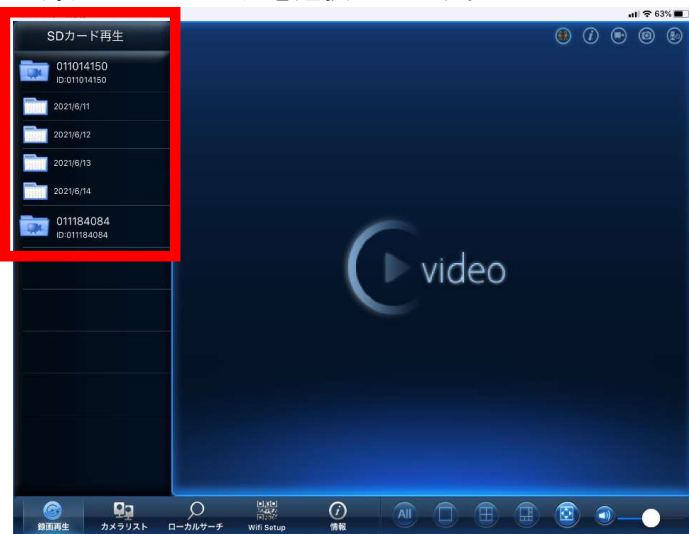 63%
SDカード再生
011014150
ID:011014150
2021/6/11
2021/6/12
2021/6/13
2021/6/14
011184084
ID:011184084
video
録画再生
カメラリスト
ローカルサーチ
Wifi Setup
情報
All